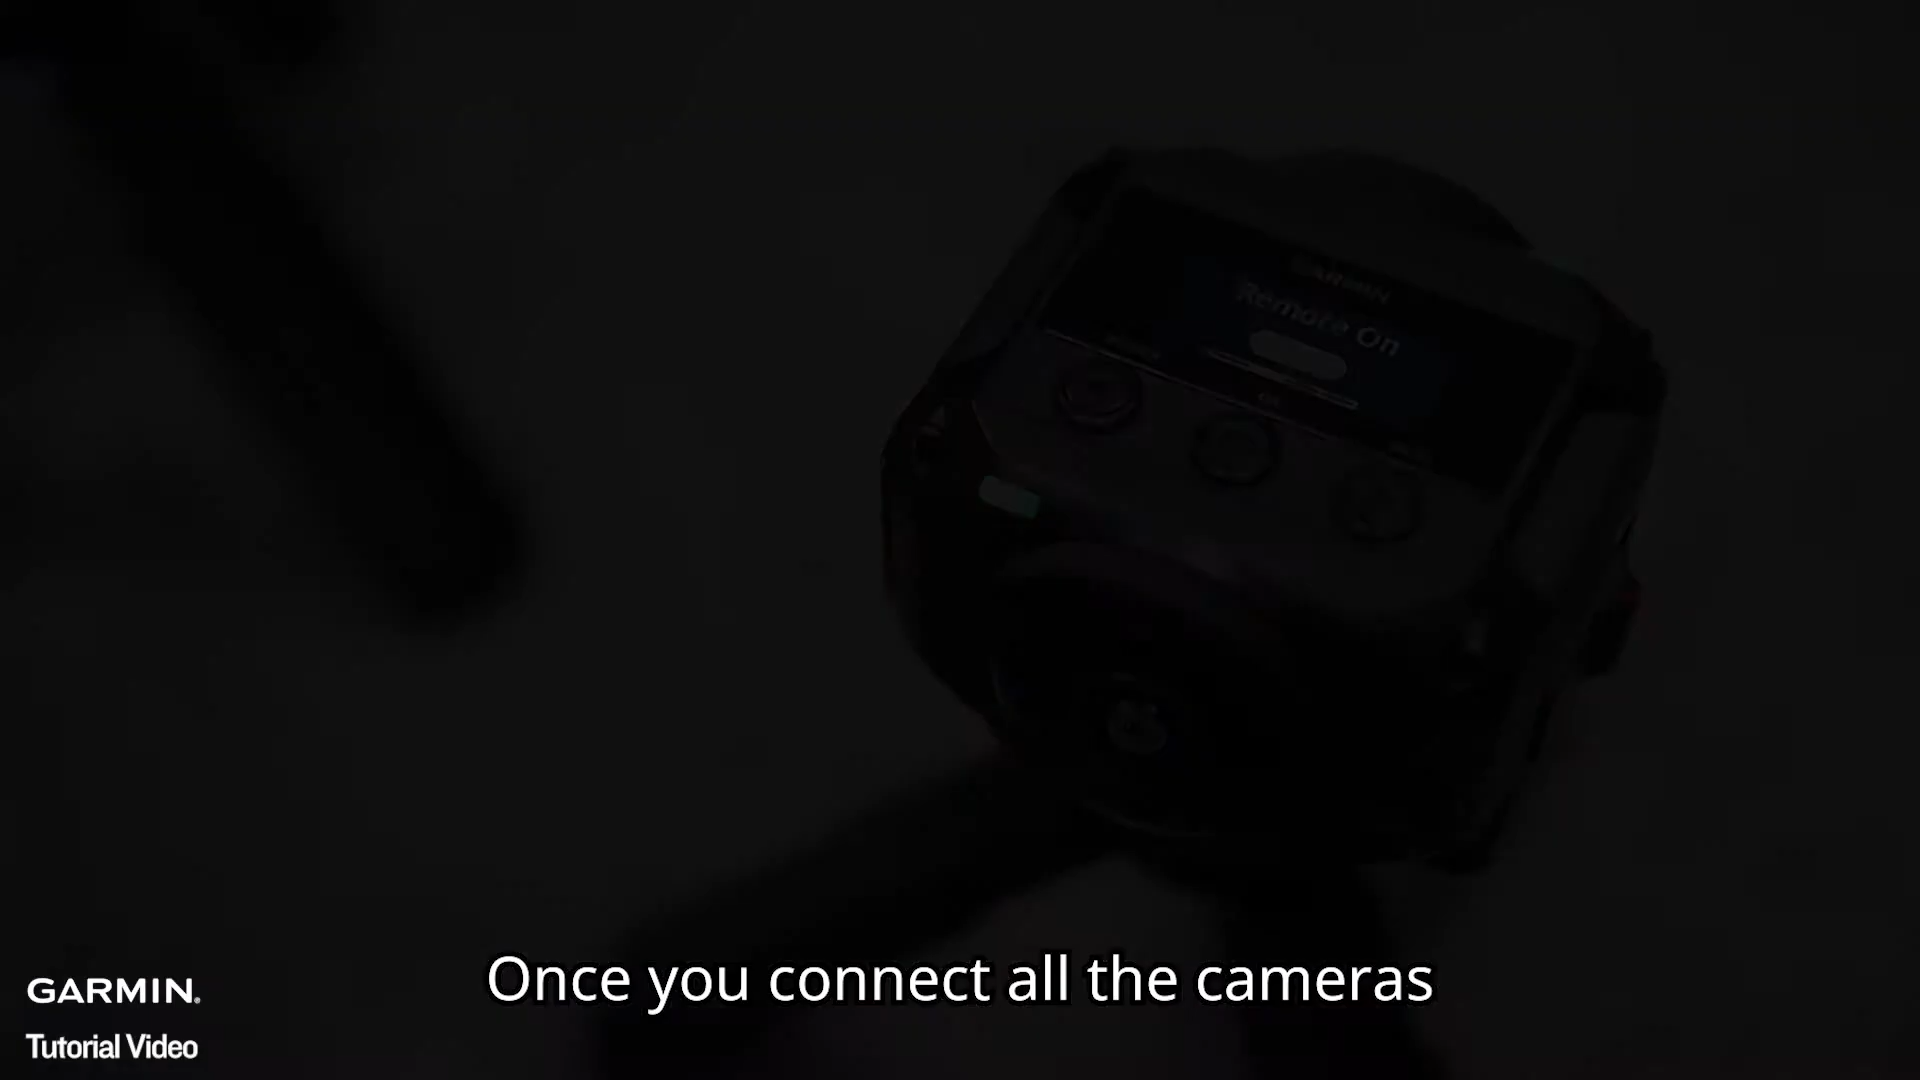 GARMIN
Remote On
Once you connect all the cameras
GARMIN.
Tutorial Video